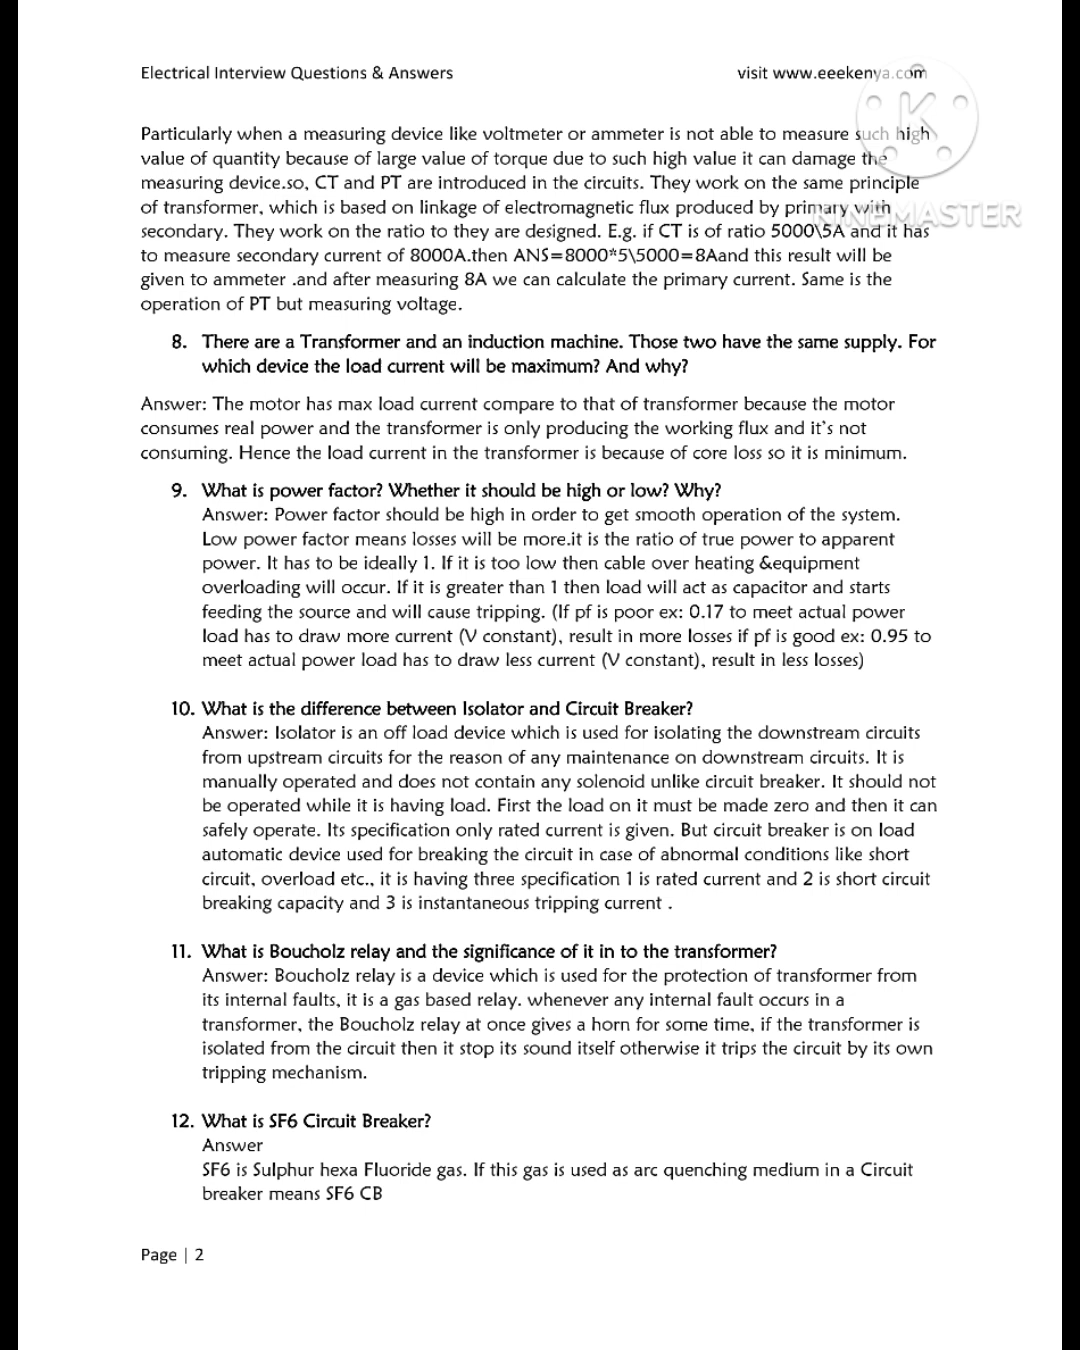 Electrical Interview Questions & Answers visit www.eeekenya.com
Particularly when a measuring device like voltmeter or ammeter is not able to measure such high
value of quantity because of large value of torque due to such high value it can damage the
measuring device.so, CT and PT are introduced in the circuits. They work on the same principle
of transformer, which is based on linkage of electromagnetic flux produced by primary with
KINEMASTER
secondary. They work on the ratio to they are designed. E.g. if CT is of ratio 5000\5A and it has
to measure secondary current of 8000A.then ANS=8000*5\5000=8Aand this result will be
given to ammeter .and after measuring 8A we can calculate the primary current. Same is the
operation of PT but measuring voltage.
8. There are a Transformer and an induction machine. Those two have the same supply. For
which device the load current will be maximum? And why?
Answer: The motor has max load current compare to that of transformer because the motor
consumes real power and the transformer is only producing the working flux and it's not
consuming. Hence the load current in the transformer is because of core loss so it is minimum.
9. What is power factor? Whether it should be high or low? Why?
Answer: Power factor should be high in order to get smooth operation of the system.
Low power factor means losses will be more.it is the ratio of true power to apparent
power. It has to be ideally 1. If it is too low then cable over heating &equipment
overloading will occur. If it is greater than 1 then load will act as capacitor and starts
feeding the source and will cause tripping. (If pf is poor ex: 0.17 to meet actual power
load has to draw more current (V constant), result in more losses if pf is good ex: 0.95 to
meet actual power load has to draw less current (V constant), result in less losses)
10. What is the difference between Isolator and Circuit Breaker?
Answer: Isolator is an off load device which is used for isolating the downstream circuits
from upstream circuits for the reason of any maintenance on downstream circuits. It is
manually operated and does not contain any solenoid unlike circuit breaker. It should not
be operated while it is having load. First the load on it must be made zero and then it can
safely operate. Its specification only rated current is given. But circuit breaker is on load
automatic device used for breaking the circuit in case of abnormal conditions like short
circuit, overload etc., it is having three specification 1 is rated current and 2 is short circuit
breaking capacity and 3 is instantaneous tripping current .
11. What is Boucholz relay and the significance of it in to the transformer?
Answer: Boucholz relay is a device which is used for the protection of transformer from
its internal faults, it is a gas based relay. whenever any internal fault occurs in a
transformer, the Boucholz relay at once gives a horn for some time, if the transformer is
isolated from the circuit then it stop its sound itself otherwise it trips the circuit by its own
tripping mechanism.
12. What is SF6 Circuit Breaker?
Answer
SF6 is Sulphur hexa Fluoride gas. If this gas is used as arc quenching medium in a Circuit
breaker means SF6 CB
Page | 2